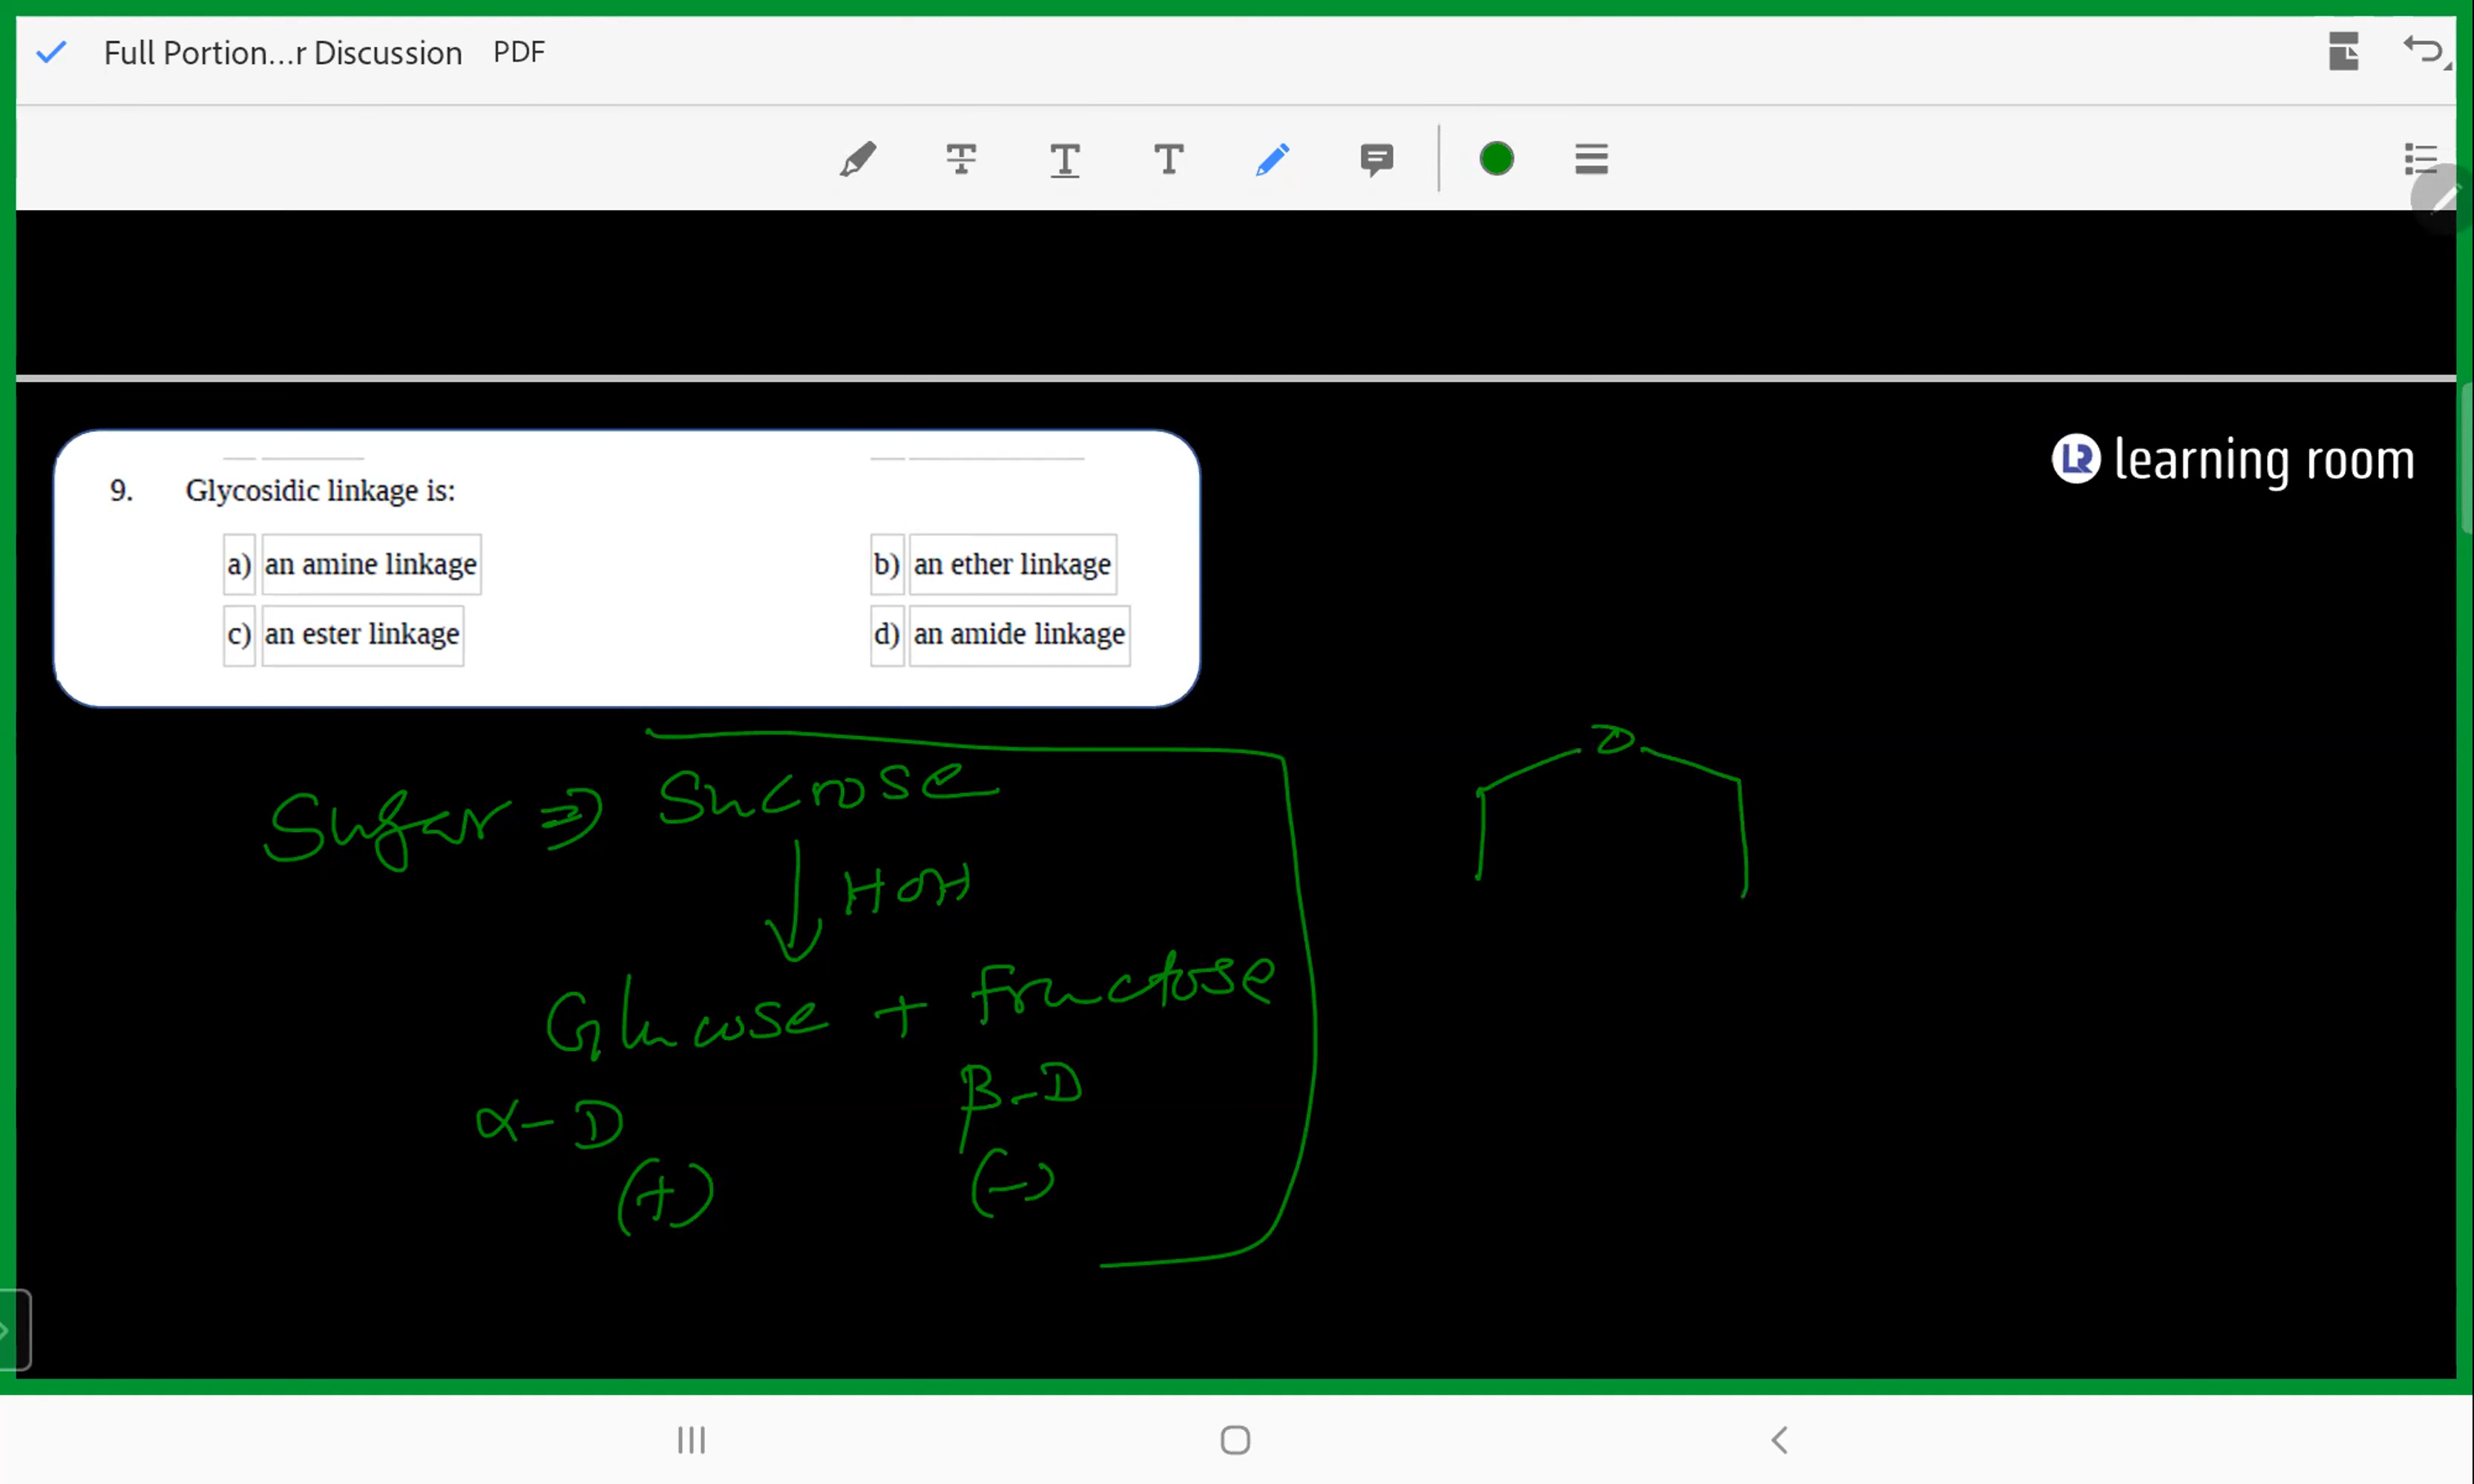 Full Portion...r Discussion PDF
learning room
9. Glycosidic linkage is:
a) an amine linkage b) an ether linkage
c) an ester linkage d) an amide linkage
Sugar ⇒ Sucrose
↓ HOH
Glucose + fructose
α-D β-D
(+) (-)